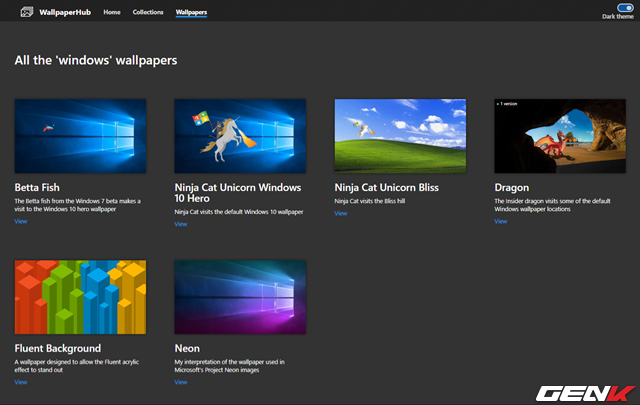 WallpaperHub Home Collections Wallpapers
Dark theme
All the 'windows' wallpapers
Betta Fish
The Betta fish from the Windows 7 beta makes a
visit to the Windows 10 hero wallpaper
View
Ninja Cat Unicorn Windows
10 Hero
Ninja Cat visits the default Windows 10 wallpaper
View
Ninja Cat Unicorn Bliss
Ninja Cat visits the Bliss hill
View
+ 1 version
Dragon
The Insider dragon visits some of the default
Windows wallpaper locations
View
Fluent Background
A wallpaper designed to allow the Fluent acrylic
effect to stand out
View
Neon
My interpretation of the wallpaper used in
Microsoft's Project Neon images
View
GENK